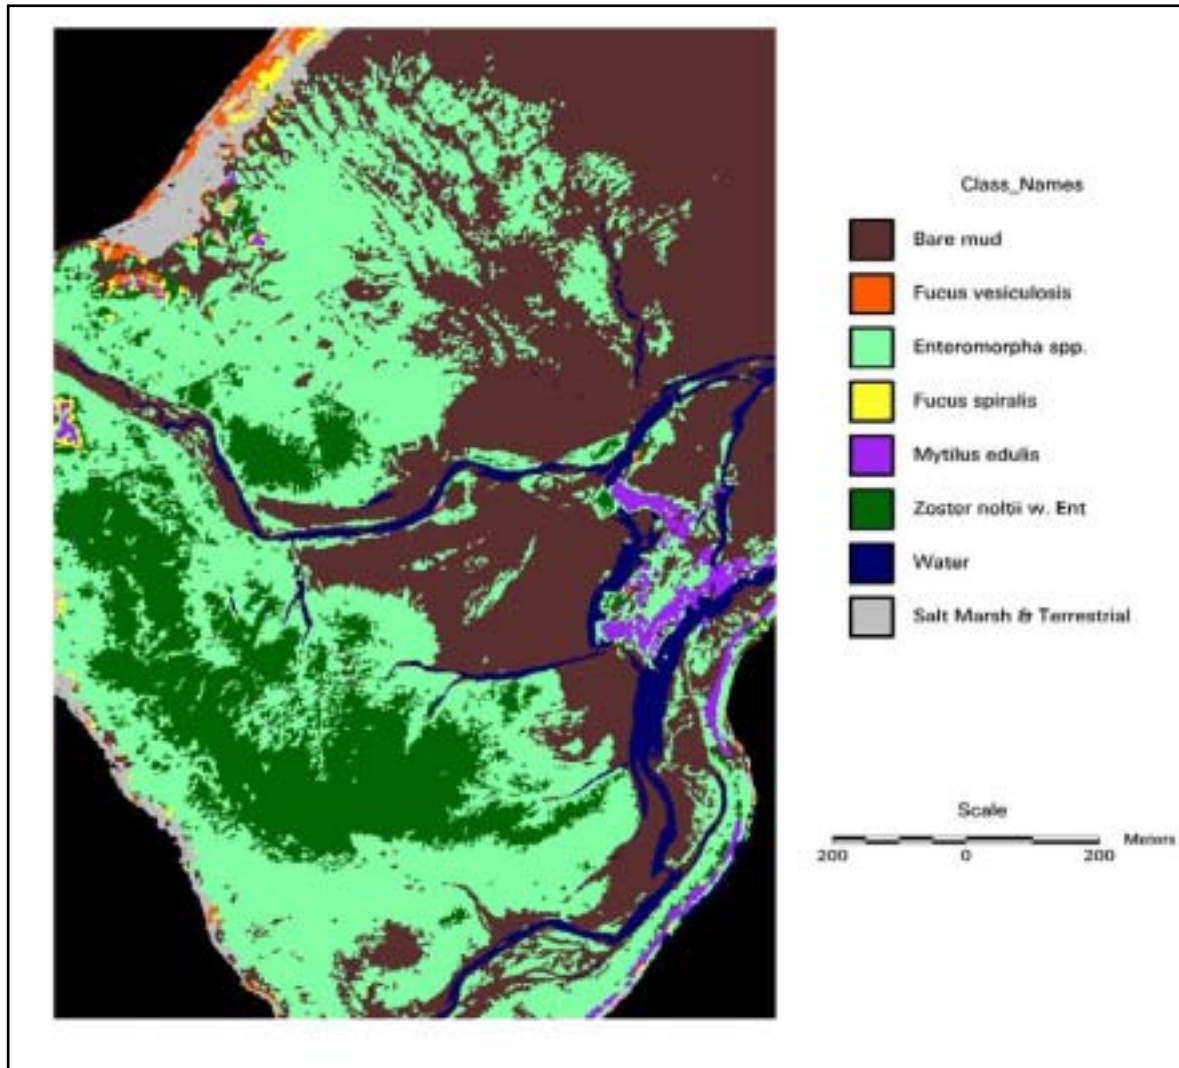 Class_Names
Bare mud
Fucus vesiculosis
Enteromorpha spp.
Fucus spiralis
Mytilus edulis
Zoster noltii w. Ent
Water
Salt Marsh & Terrestrial
Scale
Meters
200 0 200